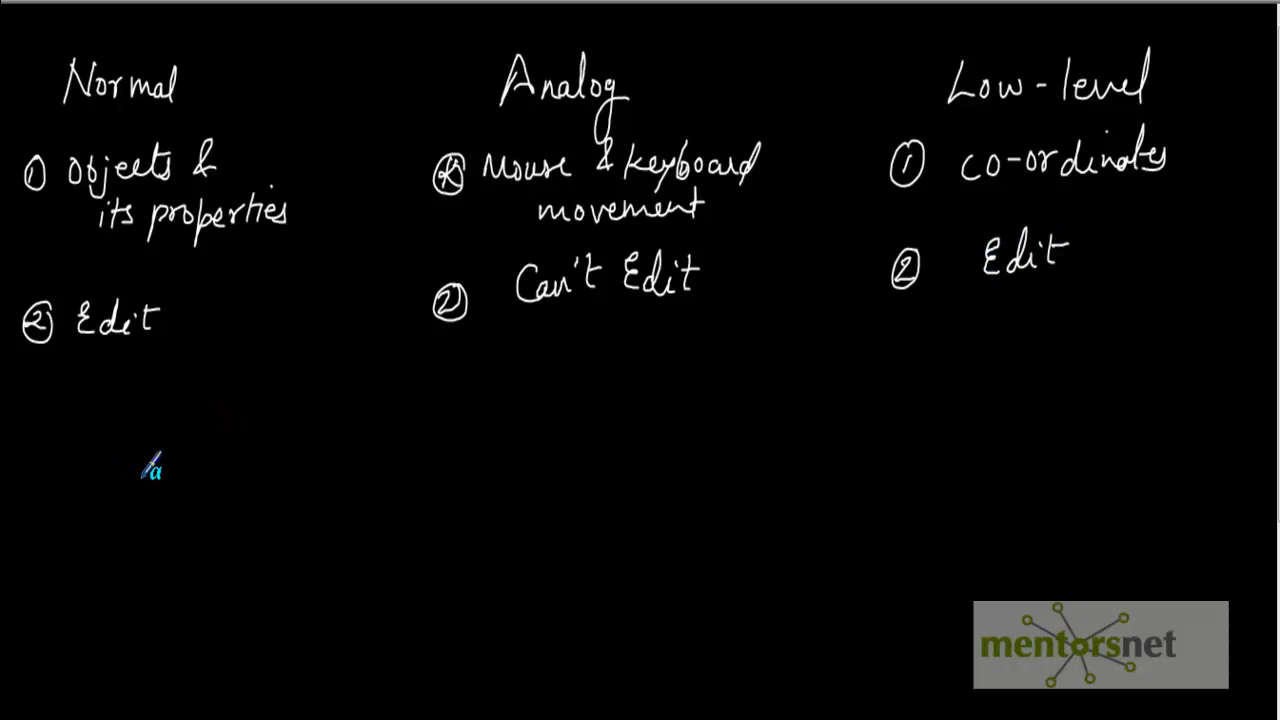 Normal
① Objects &
its properties
② Edit
Analog
① Mouse & Keyboard
movement
② Can't Edit
Low-level
① co-ordinates
② Edit
a
mentorsnet